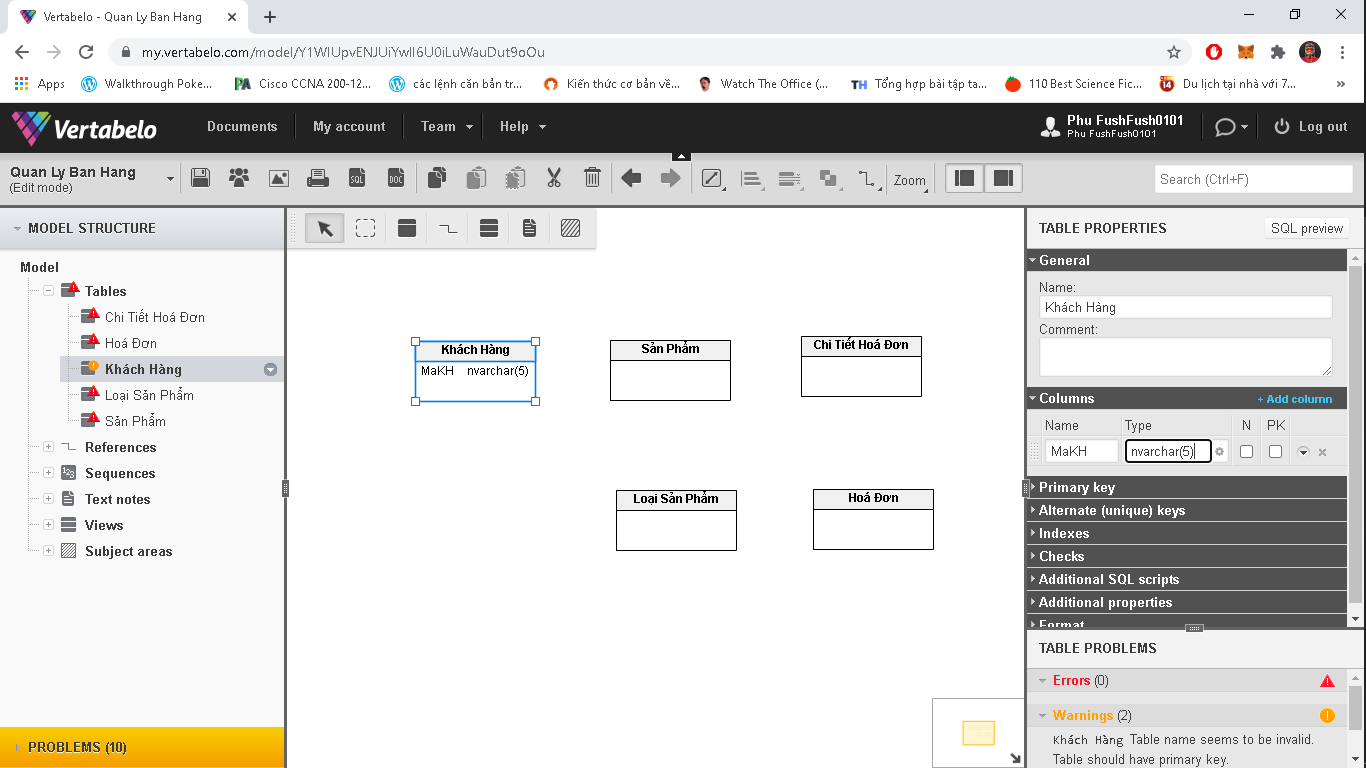 Vertabelo - Quan Ly Ban Hang
my.vertabelo.com/model/Y1WIUpvENJUiYwlI6U0iLuWauDut9oOu
Apps
Walkthrough Poke...
Cisco CCNA 200-12...
các lệnh căn bản tr...
Kiến thức cơ bản về...
Watch The Office (...
TH Tổng hợp bài tập ta...
110 Best Science Fic...
Du lịch tại nhà với 7...
Vertabelo
Documents
My account
Team
Help
Phu FushFush0101
Phu FushFush0101
Log out
Quan Ly Ban Hang
(Edit mode)
SQL
DOC
Zoom
Search (Ctrl+F)
MODEL STRUCTURE
Model
Tables
Chi Tiết Hoá Đơn
Hoá Đơn
Khách Hàng
Loại Sản Phẩm
Sản Phẩm
References
123
Sequences
Text notes
Views
Subject areas
PROBLEMS (10)
Khách Hàng
MaKH nvarchar(5)
Sản Phẩm
Chi Tiết Hoá Đơn
Loại Sản Phẩm
Hoá Đơn
TABLE PROPERTIES
SQL preview
General
Name:
Khách Hàng
Comment:
Columns
+ Add column
Name Type N PK
MaKH nvarchar(5)
Primary key
Alternate (unique) keys
Indexes
Checks
Additional SQL scripts
Additional properties
Format
TABLE PROBLEMS
Errors (0)
Warnings (2)
Khách Hàng Table name seems to be invalid.
Table should have primary key.